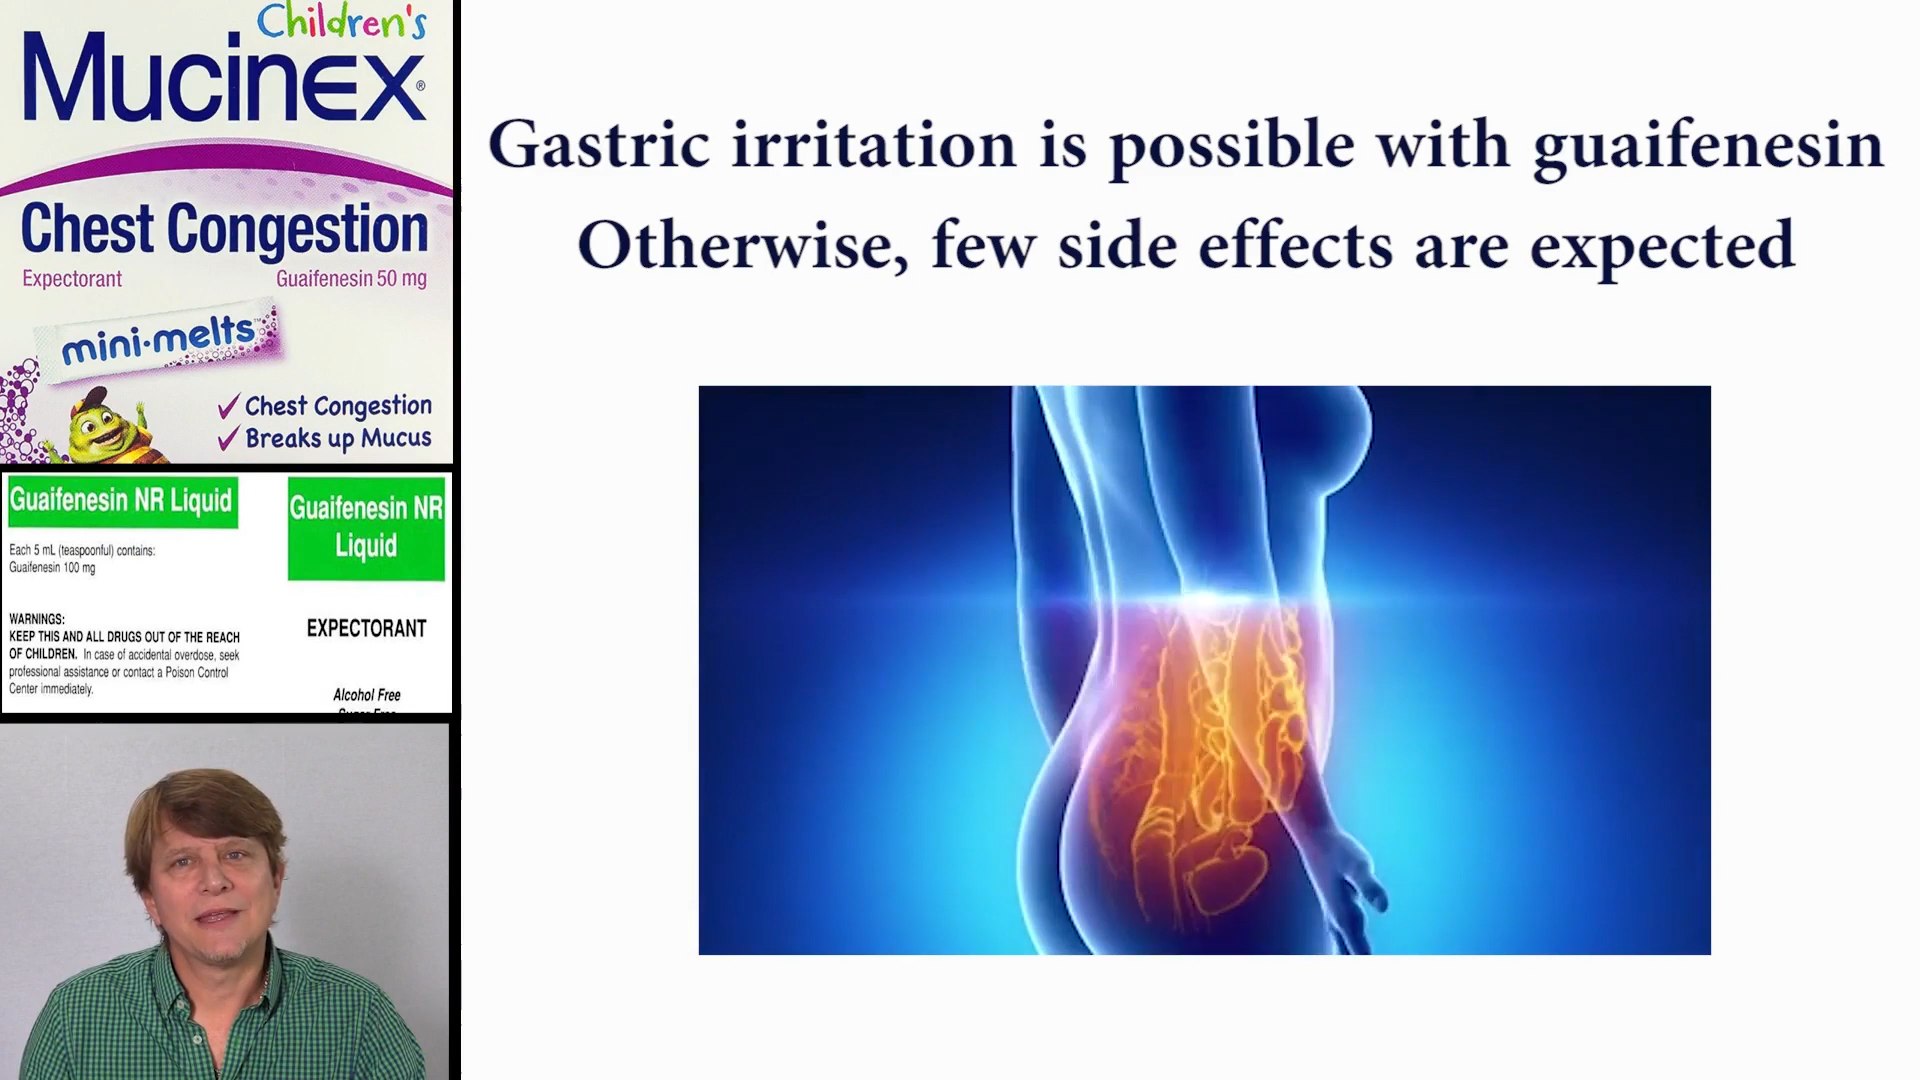 Children's
Mucinex®
Chest Congestion
Expectorant Guaifenesin 50 mg
mini·melts™
✓ Chest Congestion
✓ Breaks up Mucus
Guaifenesin NR Liquid
Each 5 mL (teaspoonful) contains:
Guaifenesin 100 mg
WARNINGS:
KEEP THIS AND ALL DRUGS OUT OF THE REACH
OF CHILDREN. In case of accidental overdose, seek
professional assistance or contact a Poison Control
Center immediately.
Guaifenesin NR
Liquid
EXPECTORANT
Alcohol Free
Gastric irritation is possible with guaifenesin
Otherwise, few side effects are expected